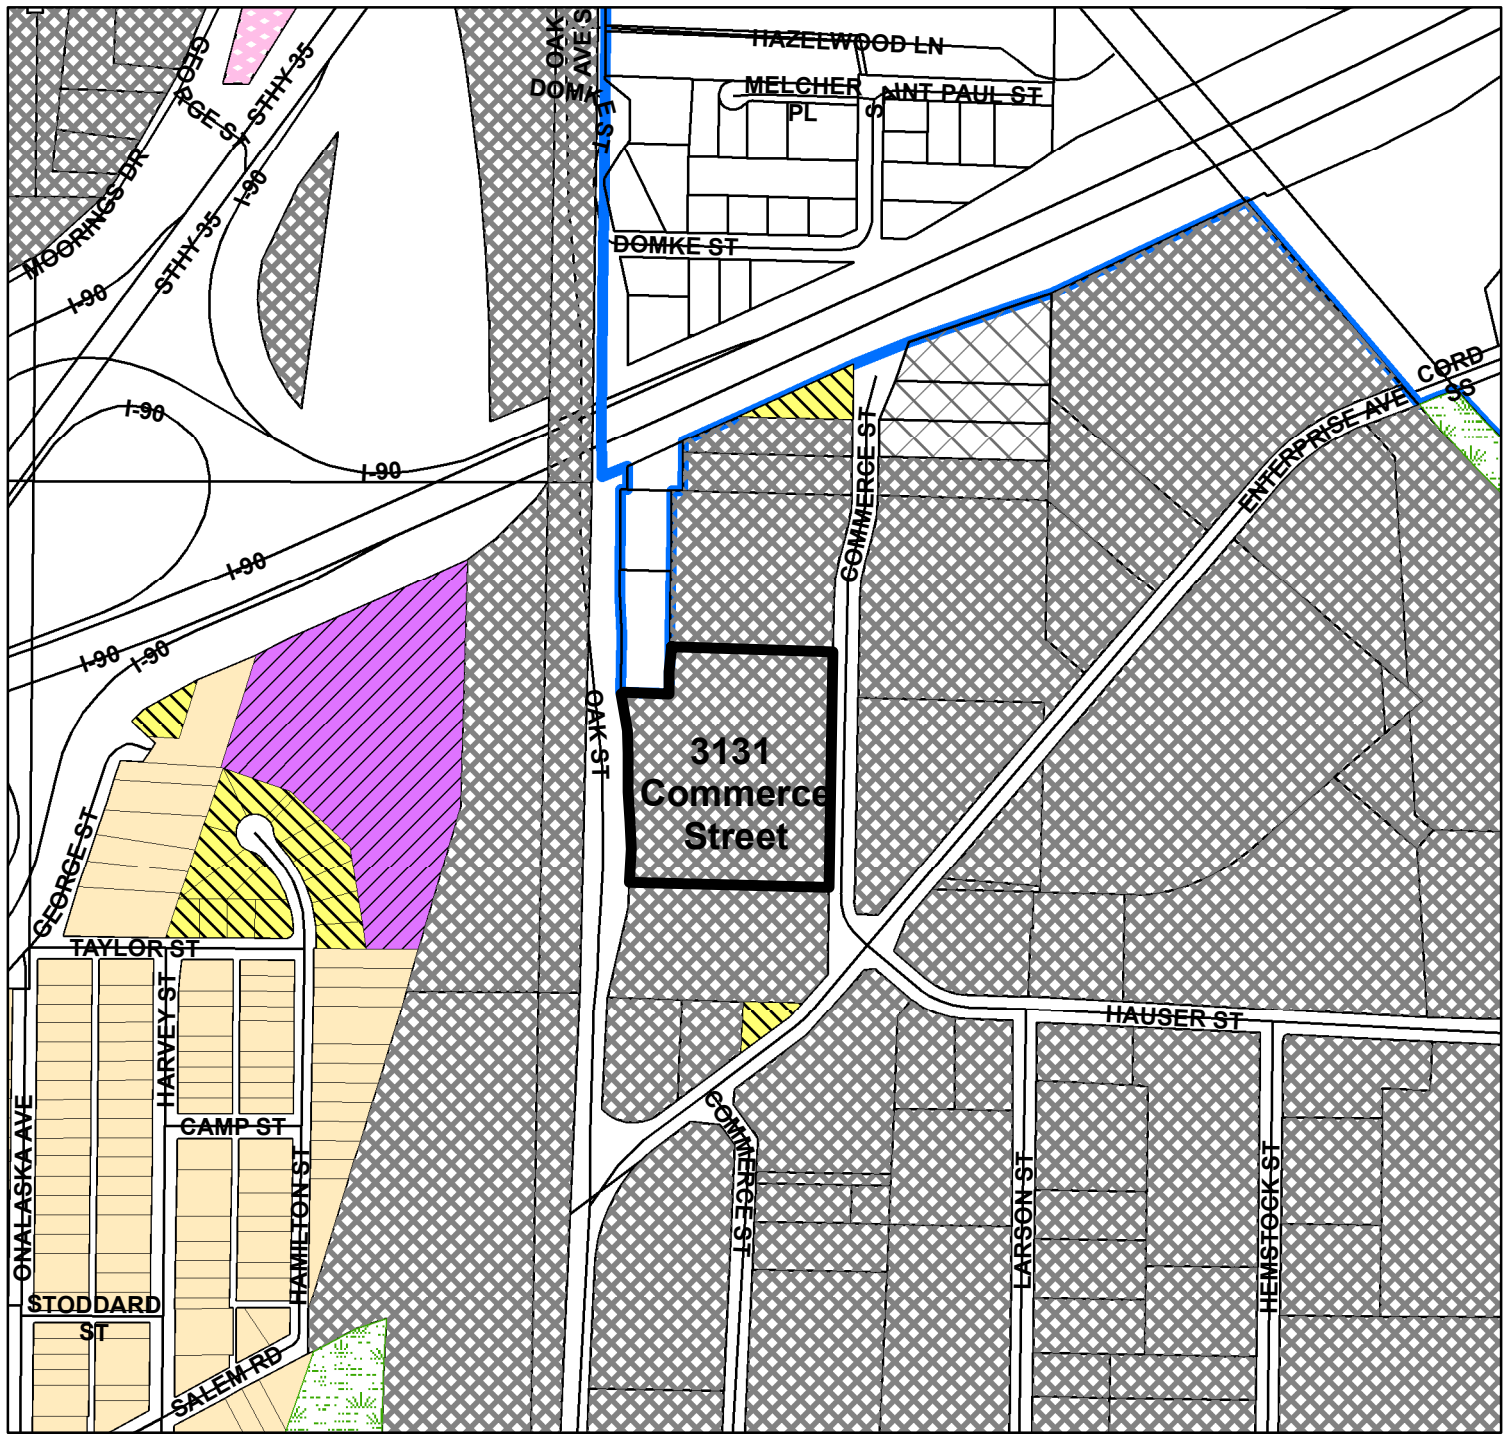 OAK
AVE S
HAZELWOOD LN
GEORGE ST
STHY 35
DOMKE ST
MELCHER
PL
SAINT PAUL ST
MOORINGS DR
I-90
STHY 35
DOMKE ST
I-90
CORD
SS
I-90
ENTERPRISE AVE
COMMERCE ST
I-90
I-90
I-90
I-90
OAK ST
3131
Commerce
Street
GEORGE ST
TAYLOR ST
HARVEY ST
HAUSER ST
COMMERCE ST
CAMP ST
ONALASKA AVE
HAMILTON ST
LARSON ST
HEMSTOCK ST
STODDARD
ST
SALEM RD